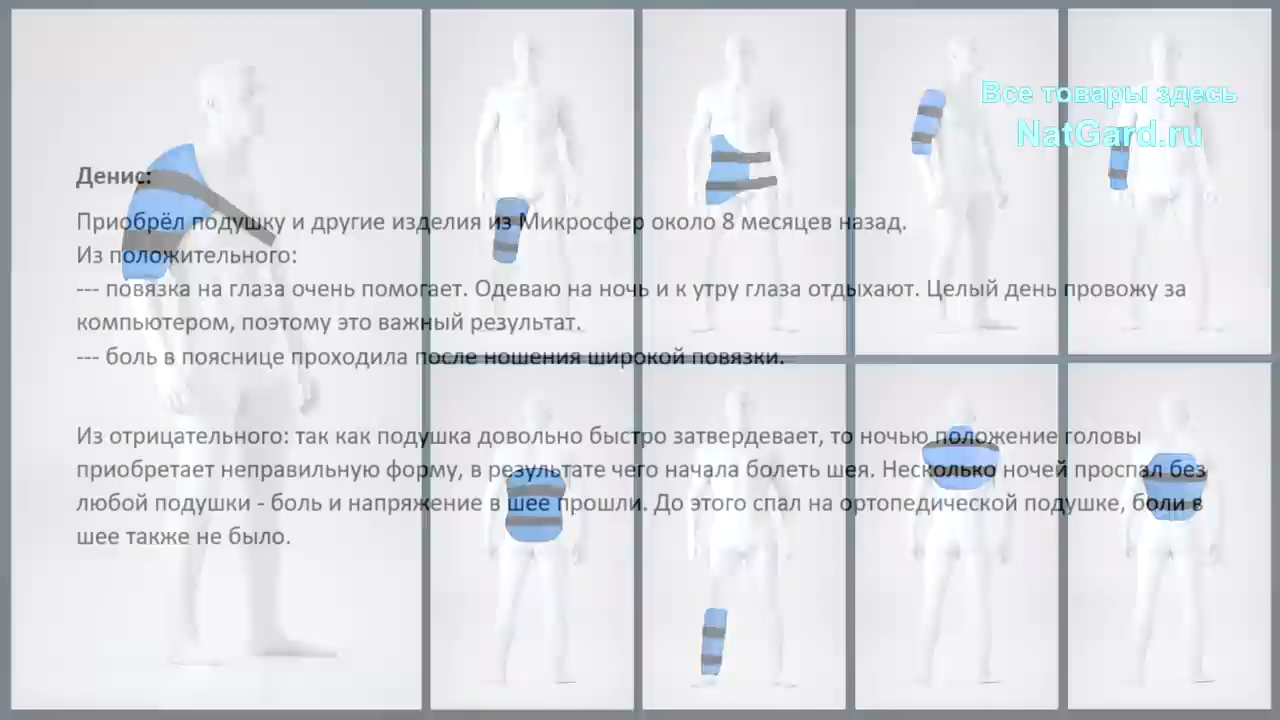 Все товары здесь
NatGard.ru
Денис:
Приобрёл подушку и другие изделия из Микросфер около 8 месяцев назад.
Из положительного:
--- повязка на глаза очень помогает. Одеваю на ночь и к утру глаза отдыхают. Целый день провожу за
компьютером, поэтому это важный результат.
--- боль в пояснице проходила после ношения широкой повязки.
Из отрицательного: так как подушка довольно быстро затвердевает, то ночью положение головы
приобретает неправильную форму, в результате чего начала болеть шея. Несколько ночей проспал без
любой подушки - боль и напряжение в шее прошли. До этого спал на ортопедической подушке, боли в
шее также не было.